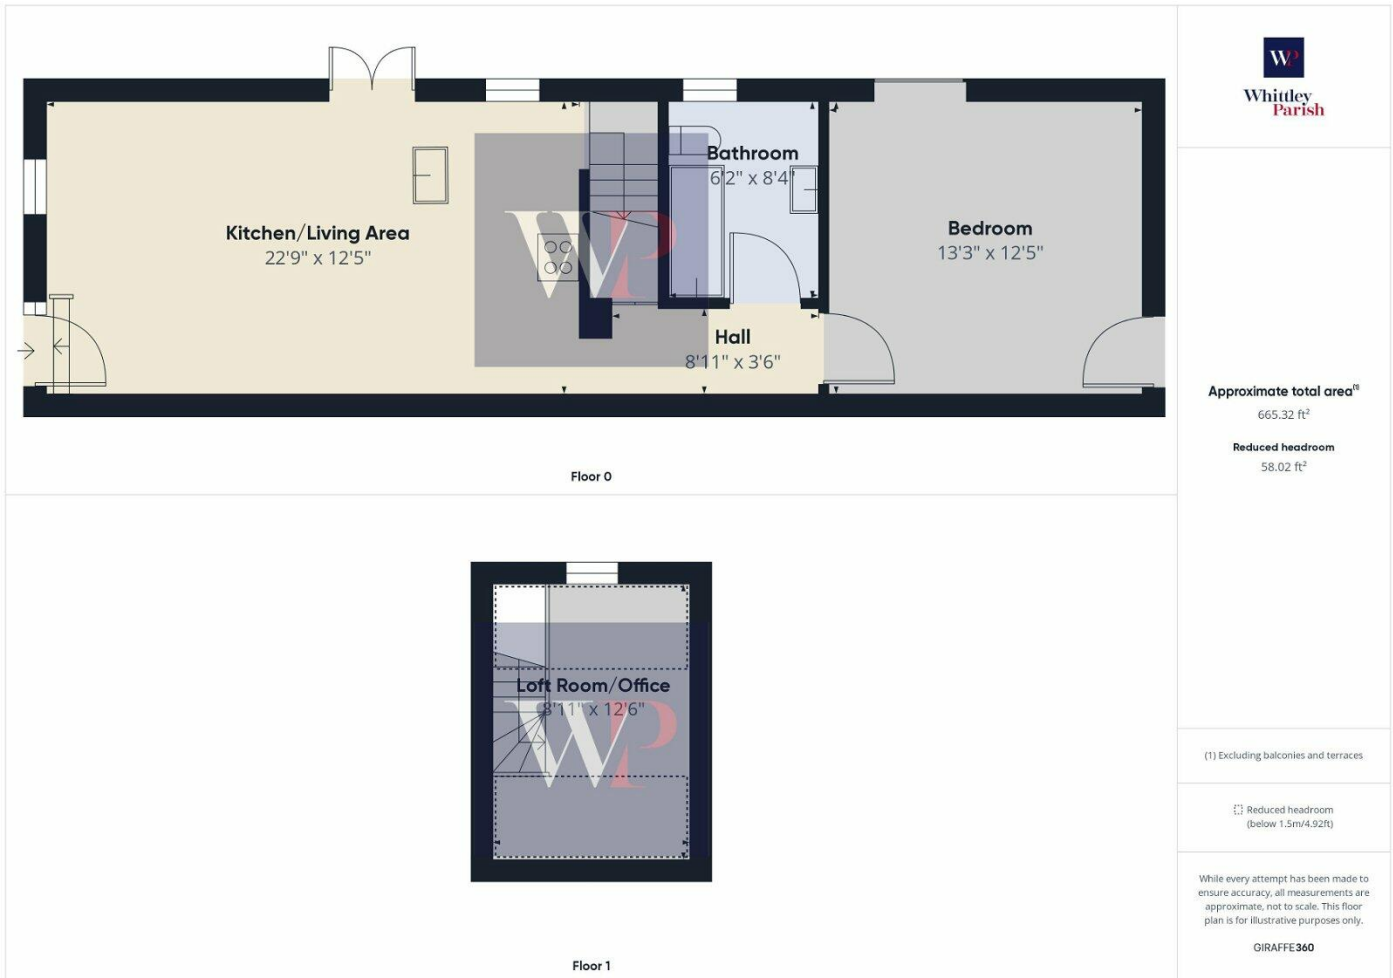 WP
Whittley
Parish
Bathroom
6'2" x 8'4"
Kitchen/Living Area
22'9" x 12'5"
Bedroom
13'3" x 12'5"
WP
Hall
8'11" x 3'6"
Floor 0
Approximate total area(1)
665.32 ft²
Reduced headroom
58.02 ft²
Loft Room/Office
8'11" x 12'6"
WP
Floor 1
(1) Excluding balconies and terraces
Reduced headroom
(below 1.5m/4.92ft)
While every attempt has been made to
ensure accuracy, all measurements are
approximate, not to scale. This floor
plan is for illustrative purposes only.
GIRAFFE360